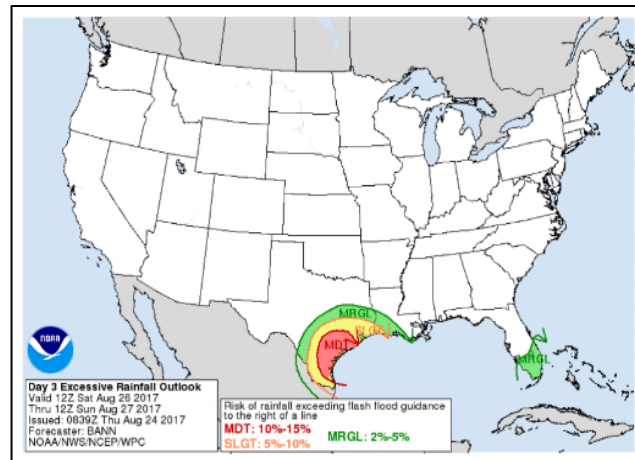 MRGL
SLGT
MDT
MRGL
NOAA
Day 3 Excessive Rainfall Outlook
Valid 12Z Sat Aug 26 2017
Thru 12Z Sun Aug 27 2017
Issued: 0839Z Thu Aug 24 2017
Forecaster: BANN
NOAA/NWS/NCEP/WPC
Risk of rainfall exceeding flash flood guidance
to the right of a line
MDT: 10%-15%
SLGT: 5%-10%
MRGL: 2%-5%